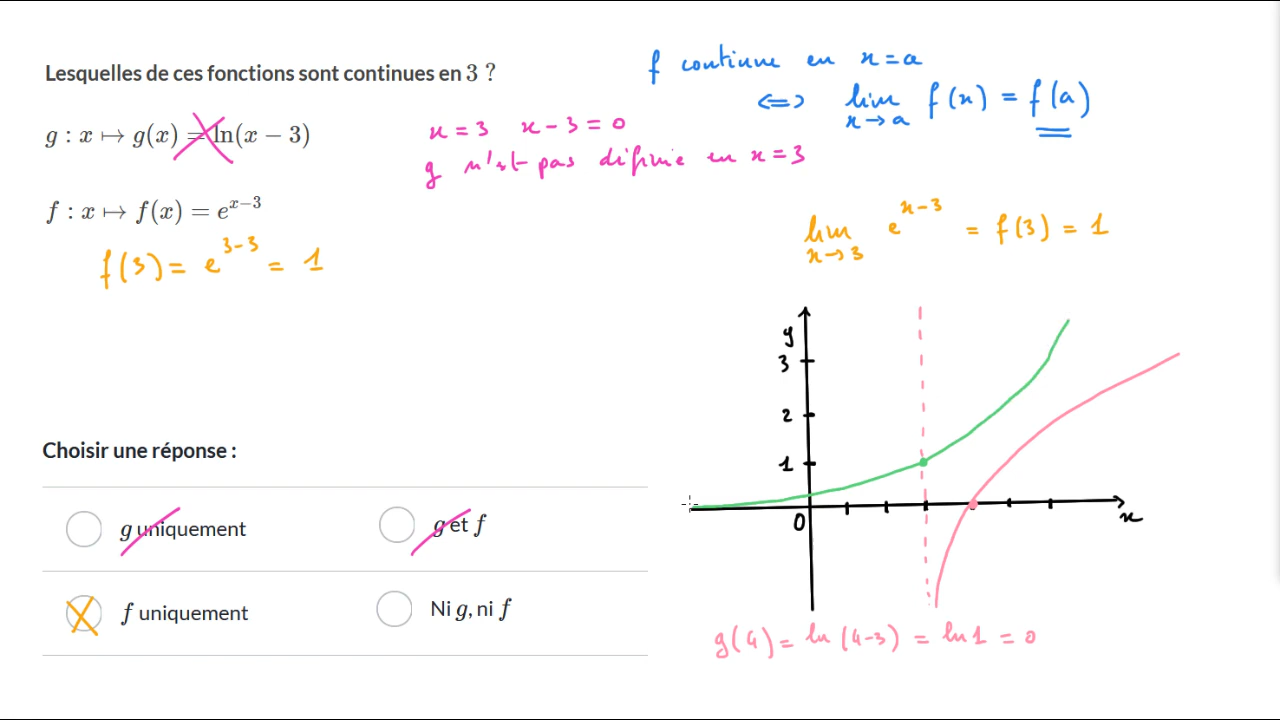 Lesquelles de ces fonctions sont continues en 3 ?
f continue en x = a
⇔ lim f(x) = f(a)
x→a
g : x ↦ g(x) = ln(x − 3)
x = 3 x − 3 = 0
g n'est pas définie en x = 3
f : x ↦ f(x) = e^{x−3}
f(3) = e^{3-3} = 1
lim e^{x-3} = f(3) = 1
x→3
y
3
2
1
0
x
Choisir une réponse :
g uniquement
g et f
f uniquement
Ni g, ni f
g(4) = ln(4-3) = ln 1 = 0